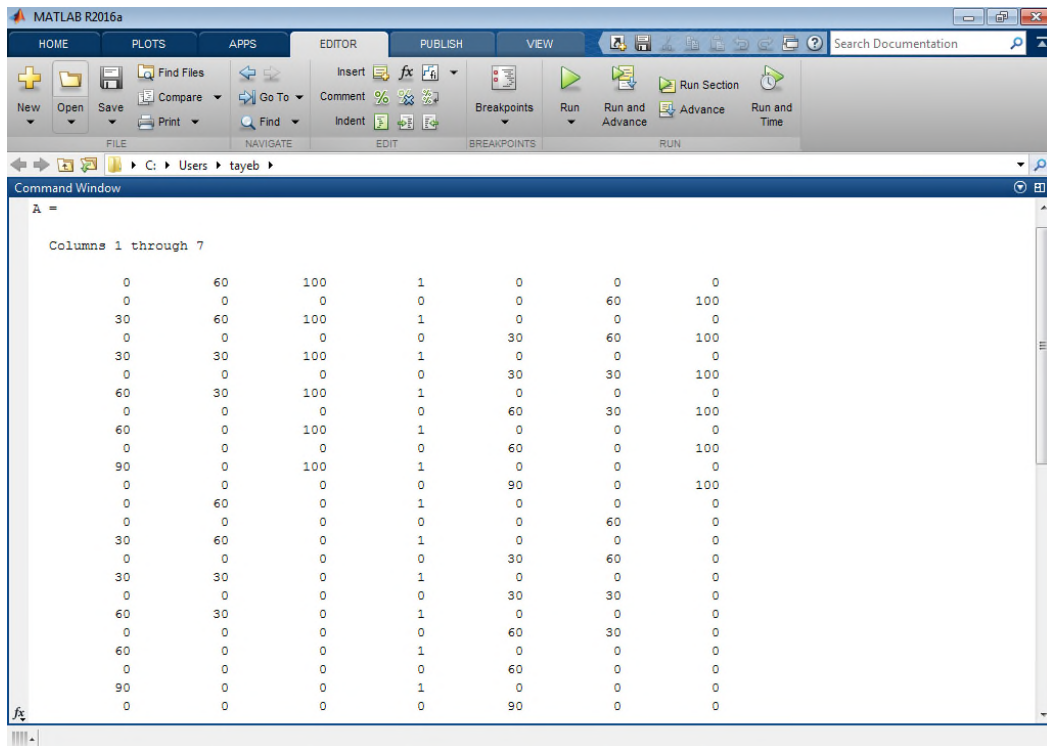 MATLAB R2016a
HOME PLOTS APPS EDITOR PUBLISH VIEW Search Documentation
New Open Save Find Files Compare Print Go To Find Insert fx Comment Indent Breakpoints Run Run and Advance Run Section Advance Run and Time
FILE NAVIGATE EDIT BREAKPOINTS RUN
C: Users tayeb
Command Window
A =
Columns 1 through 7
0 60 100 1 0 0 0
0 0 0 0 0 60 100
30 60 100 1 0 0 0
0 0 0 0 30 60 100
30 30 100 1 0 0 0
0 0 0 0 30 30 100
60 30 100 1 0 0 0
0 0 0 0 60 30 100
60 0 100 1 0 0 0
0 0 0 0 60 0 100
90 0 100 1 0 0 0
0 0 0 0 90 0 100
0 60 0 1 0 0 0
0 0 0 0 0 60 0
30 60 0 1 0 0 0
0 0 0 0 30 60 0
30 30 0 1 0 0 0
0 0 0 0 30 30 0
60 30 0 1 0 0 0
0 0 0 0 60 30 0
60 0 0 1 0 0 0
0 0 0 0 60 0 0
90 0 0 1 0 0 0
0 0 0 0 90 0 0
fx